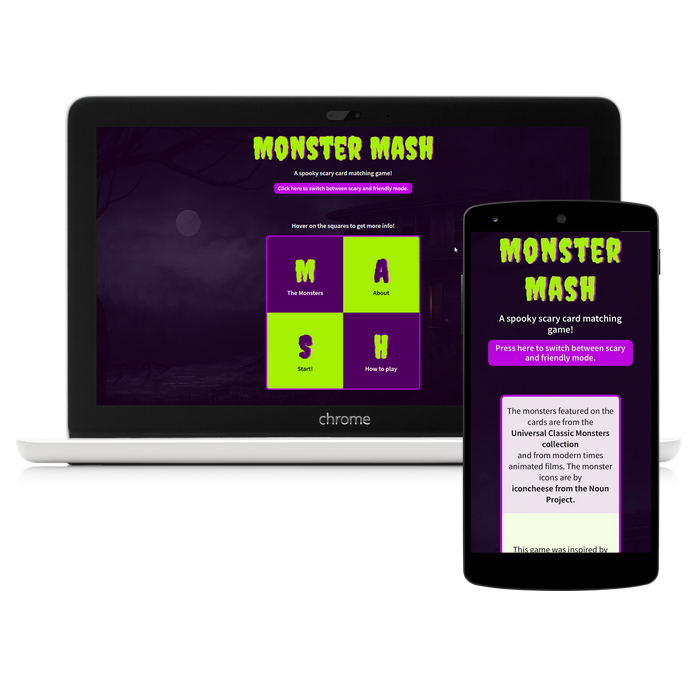 MONSTER MASH
A spooky scary card matching game!
Click here to switch between scary and friendly mode.
Hover on the squares to get more info!
M
The Monsters
A
About
S
Start!
H
How to play
chrome
MONSTER
MASH
A spooky scary card matching
game!
Press here to switch between scary
and friendly mode.
The monsters featured on the
cards are from the
Universal Classic Monsters
collection
and from modern times
animated films. The monster
icons are by
iconcheese from the Noun
Project.
This game was inspired by